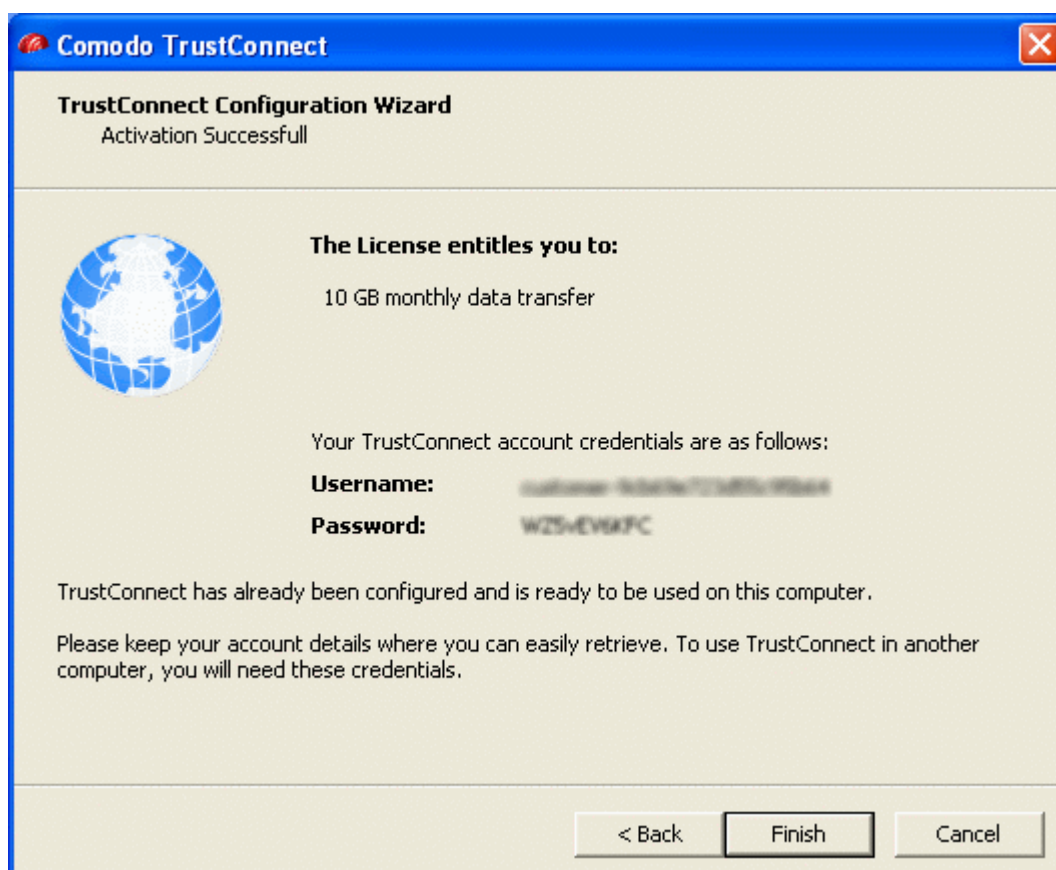 Comodo TrustConnect
TrustConnect Configuration Wizard
Activation Successfull
The License entitles you to:
10 GB monthly data transfer
Your TrustConnect account credentials are as follows:
Username:
Password:
TrustConnect has already been configured and is ready to be used on this computer.
Please keep your account details where you can easily retrieve. To use TrustConnect in another
computer, you will need these credentials.
< Back
Finish
Cancel